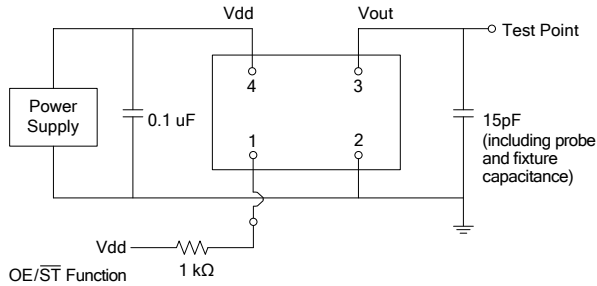 Vdd
Vout
Test Point
4
3
Power
Supply
0.1 uF
1
2
15pF
(including probe
and fixture
capacitance)
Vdd
1 kΩ
OE/S̅T̅ Function